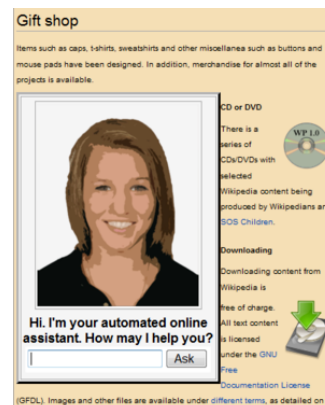 Gift shop
Items such as caps, t-shirts, sweatshirts and other miscellanea such as buttons and
mouse pads have been designed. In addition, merchandise for almost all of the
projects is available.
CD or DVD
There is a
series of
CDs/DVDs with
selected
Wikipedia content being
produced by Wikipedians an
SOS Children.
WP 1.0
Downloading
Downloading content from
Wikipedia is
free of charge.
All text content
is licensed
under the GNU
Free
Documentation License
Hi. I'm your automated online
assistant. How may I help you?
Ask
(GFDL). Images and other files are available under different terms, as detailed on